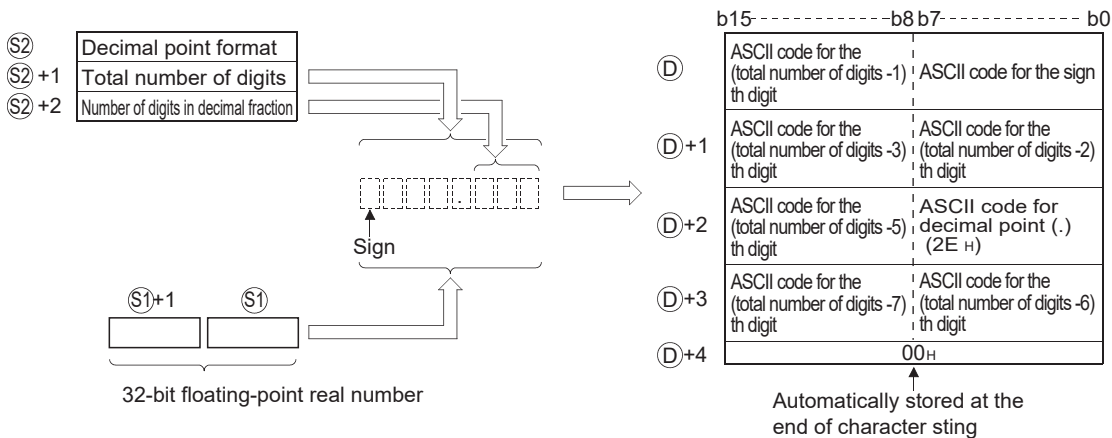 S2 Decimal point format
S2 +1 Total number of digits
S2 +2 Number of digits in decimal fraction
.
Sign
S1+1 S1
32-bit floating-point real number
b15 b8 b7 b0
D
ASCII code for the
(total number of digits -1)
th digit
ASCII code for the sign
D+1
ASCII code for the
(total number of digits -3)
th digit
ASCII code for the
(total number of digits -2)
th digit
D+2
ASCII code for the
(total number of digits -5)
th digit
ASCII code for
decimal point (.)
(2E H)
D+3
ASCII code for the
(total number of digits -7)
th digit
ASCII code for the
(total number of digits -6)
th digit
D+4
00H
Automatically stored at the
end of character sting